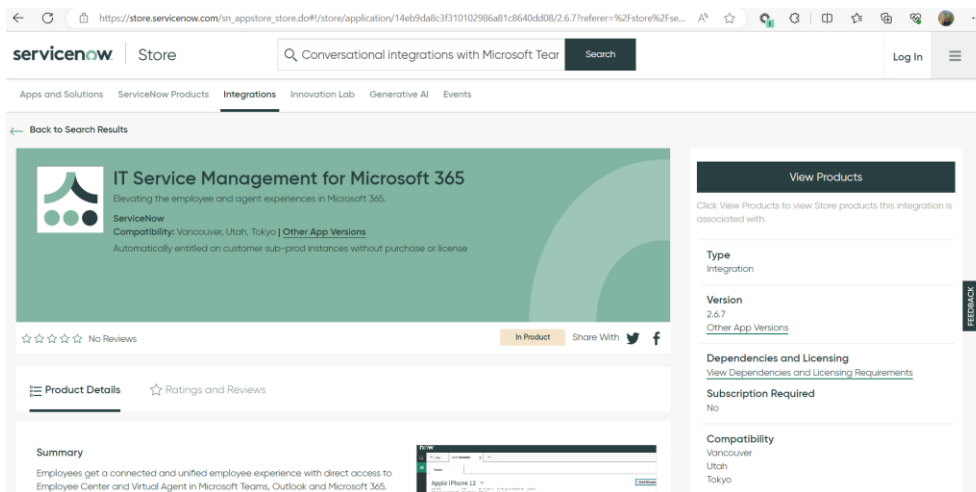 https://store.servicenow.com/sn_appstore_store.do#!/store/application/14eb9da8c3f310102986a81c8640dd08/2.6.7?referer=%2Fstore%2Fse...
servicenow Store
Conversational integrations with Microsoft Tear
Search
Log In
Apps and Solutions ServiceNow Products Integrations Innovation Lab Generative AI Events
Back to Search Results
IT Service Management for Microsoft 365
Elevating the employee and agent experiences in Microsoft 365.
ServiceNow
Compatibility: Vancouver, Utah, Tokyo | Other App Versions
Automatically entitled on customer sub-prod instances without purchase or license
No Reviews
In Product
Share With
Product Details
Ratings and Reviews
Summary
Employees get a connected and unified employee experience with direct access to
Employee Center and Virtual Agent in Microsoft Teams, Outlook and Microsoft 365.
now
Apple iPhone 12
View Products
Click View Products to view Store products this integration is
associated with.
Type
Integration
Version
2.6.7
Other App Versions
Dependencies and Licensing
View Dependencies and Licensing Requirements
Subscription Required
No
Compatibility
Vancouver
Utah
Tokyo
FEEDBACK